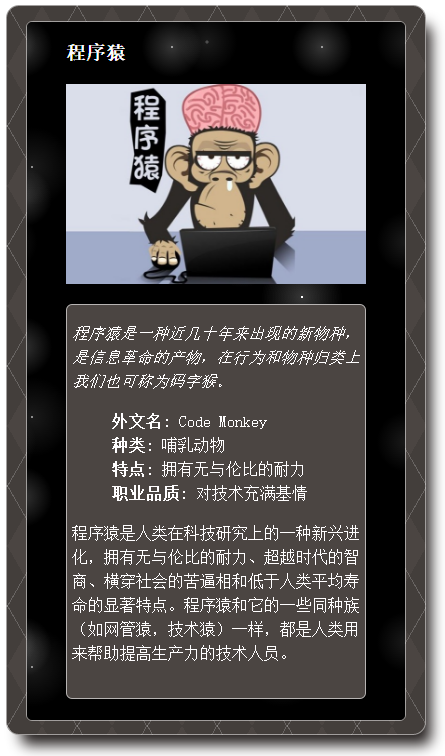 程序猿
程
序
猿
程序猿是一种近几十年来出现的新物种，
是信息革命的产物，在行为和物种归类上
我们也可称为码字猴。
外文名: Code Monkey
种类: 哺乳动物
特点: 拥有无与伦比的耐力
职业品质: 对技术充满基情
程序猿是人类在科技研究上的一种新兴进
化，拥有无与伦比的耐力、超越时代的智
商、横穿社会的苦逼相和低于人类平均寿
命的显著特点。程序猿和它的一些同种族
（如网管猿，技术猿）一样，都是人类用
来帮助提高生产力的技术人员。